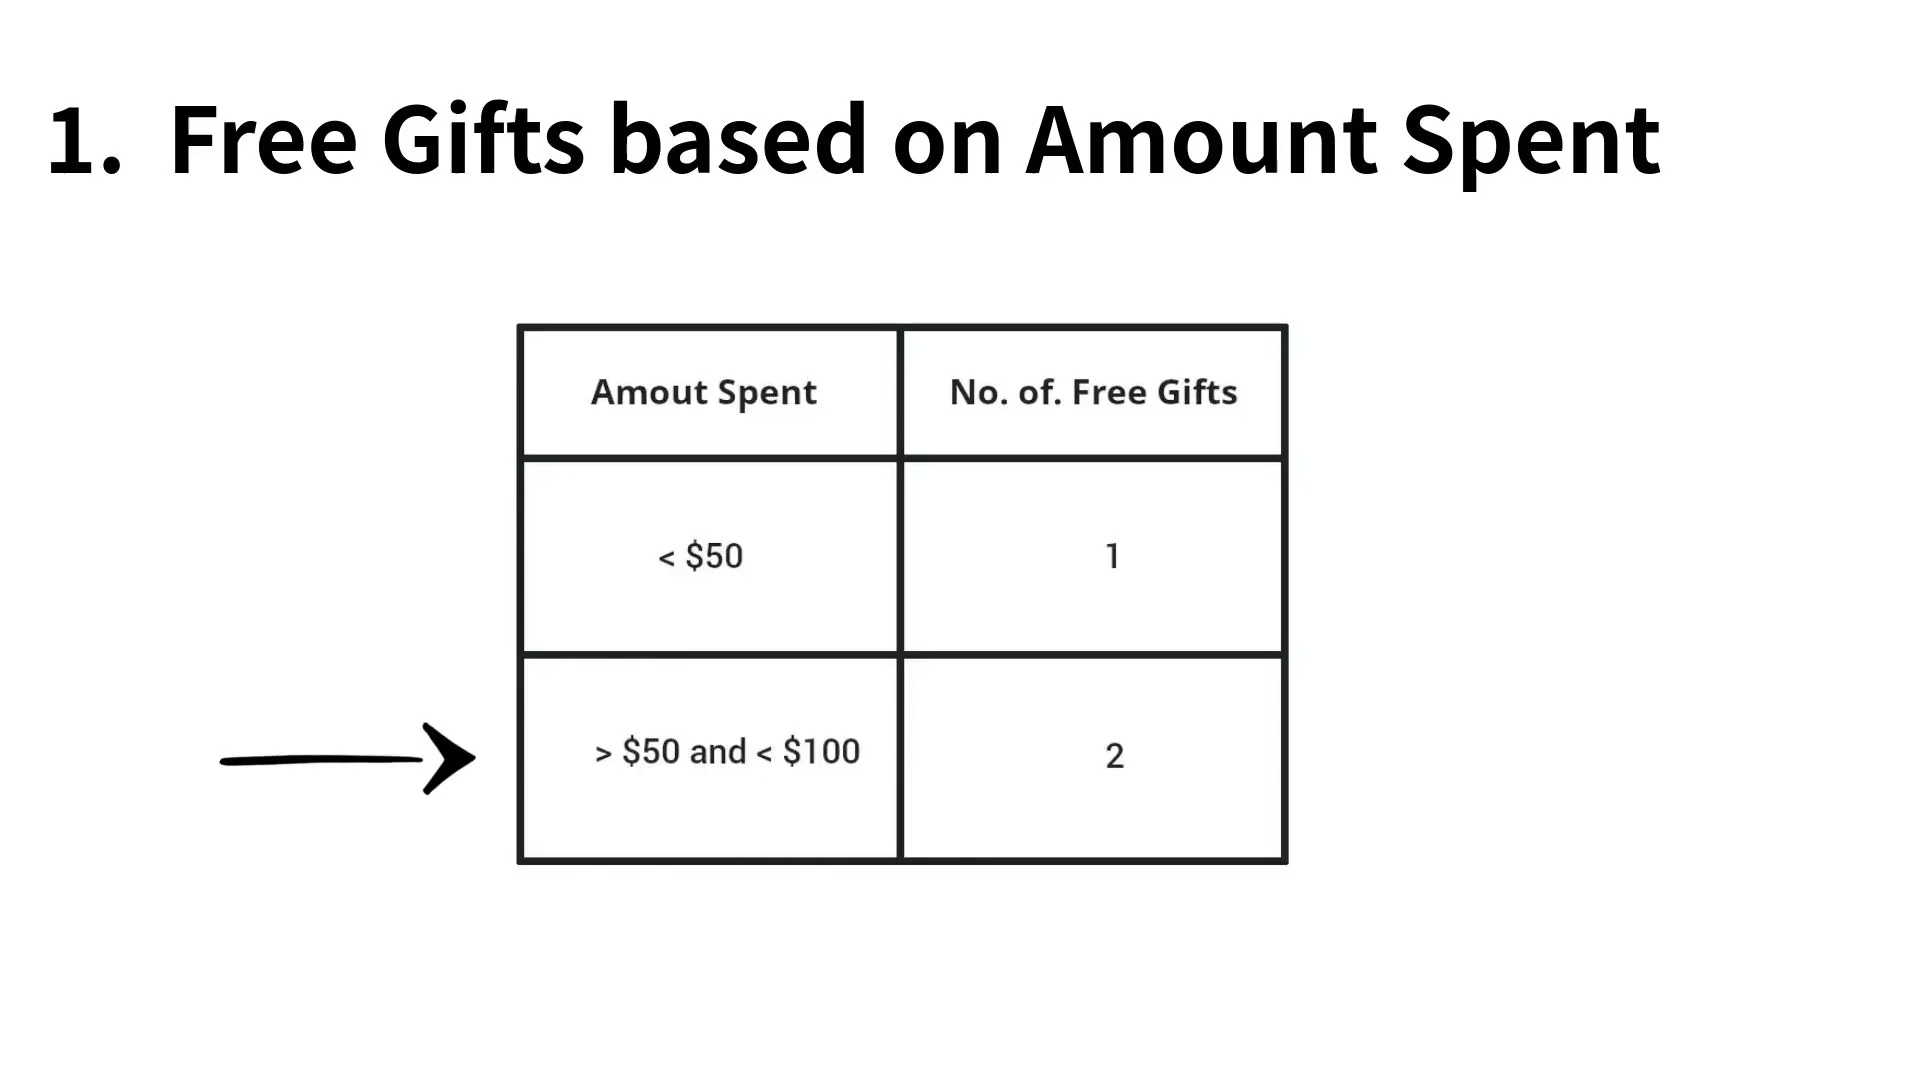 1. Free Gifts based on Amount Spent
Amout Spent No. of. Free Gifts
< $50 1
> $50 and < $100 2